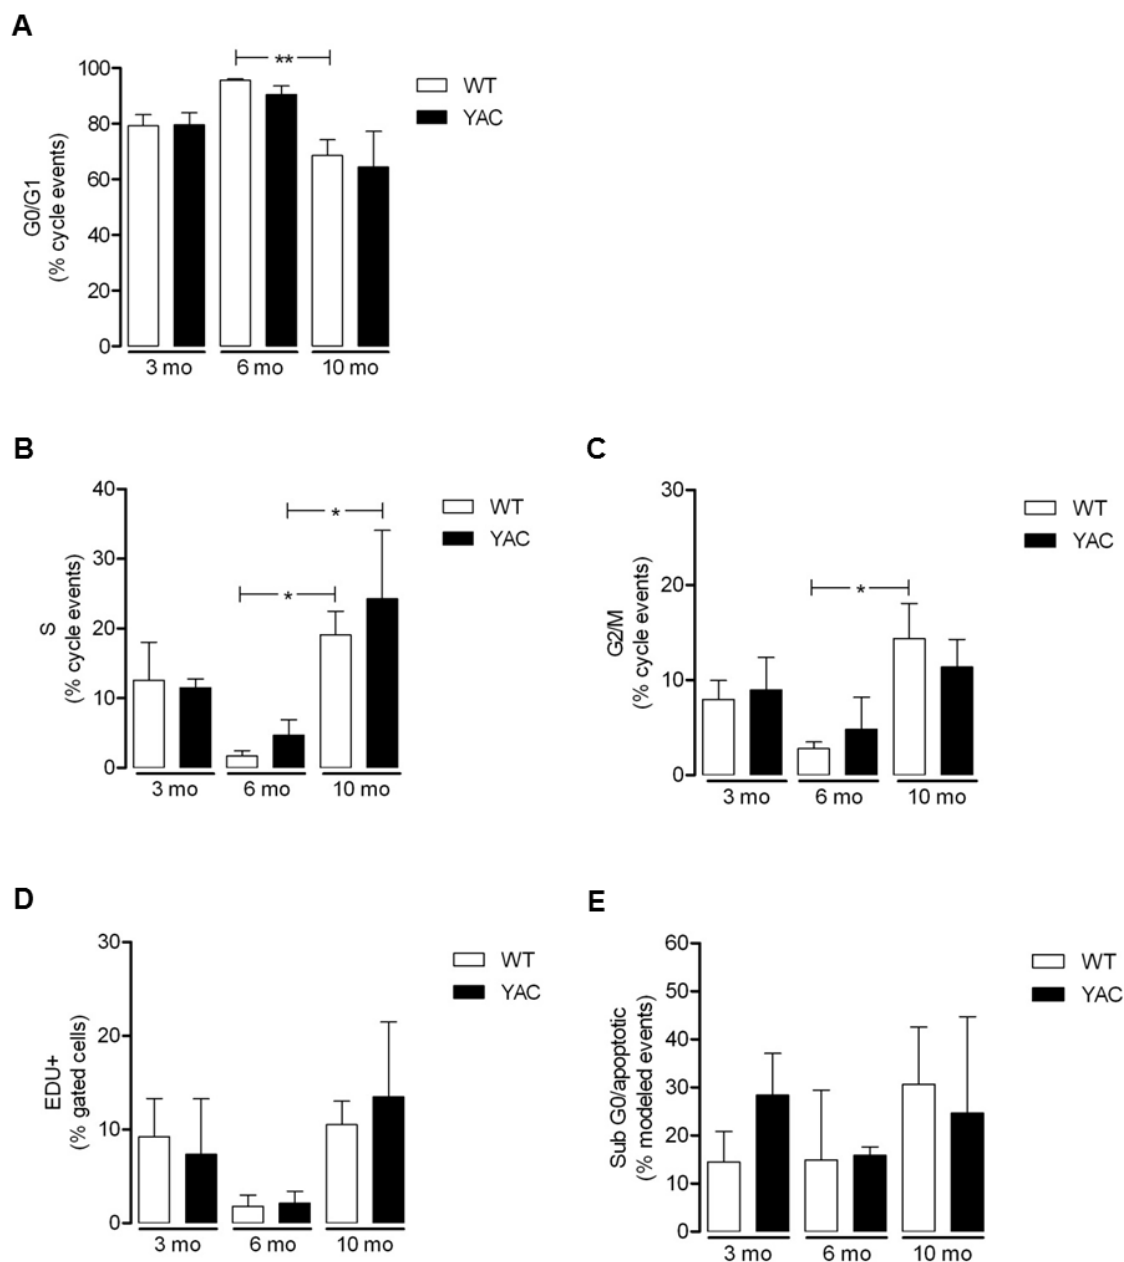 A
G0/G1
(% cycle events)
100
80
60
40
20
0
**
WT
YAC
3 mo
6 mo
10 mo
B
S
(% cycle events)
40
30
20
10
0
*
*
WT
YAC
3 mo
6 mo
10 mo
C
G2/M
(% cycle events)
30
20
10
0
*
WT
YAC
3 mo
6 mo
10 mo
D
EDU+
(% gated cells)
30
20
10
0
WT
YAC
3 mo
6 mo
10 mo
E
Sub G0/apoptotic
(% modeled events)
60
50
40
30
20
10
0
WT
YAC
3 mo
6 mo
10 mo